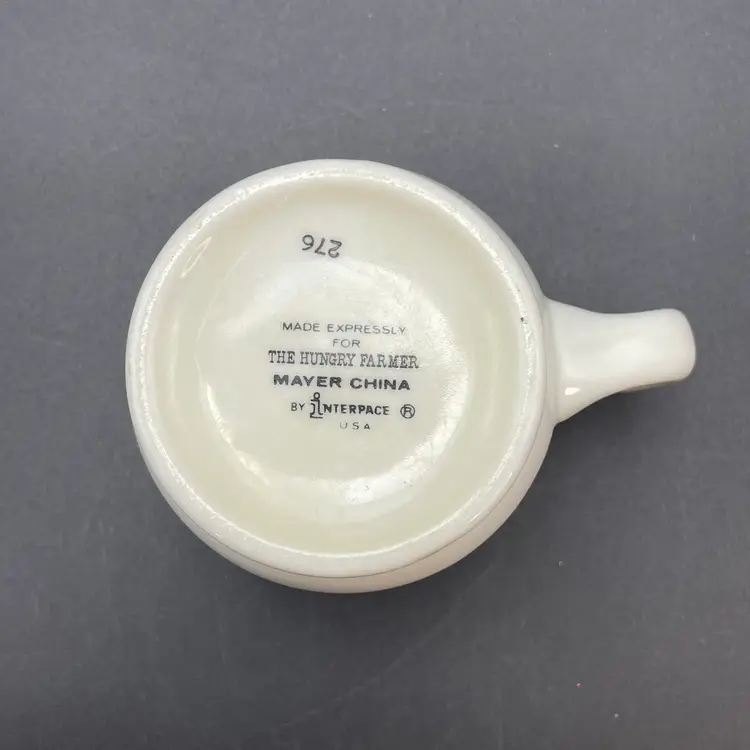 276
MADE EXPRESSLY
FOR
THE HUNGRY FARMER
MAYER CHINA
BY INTERPACE ®
USA